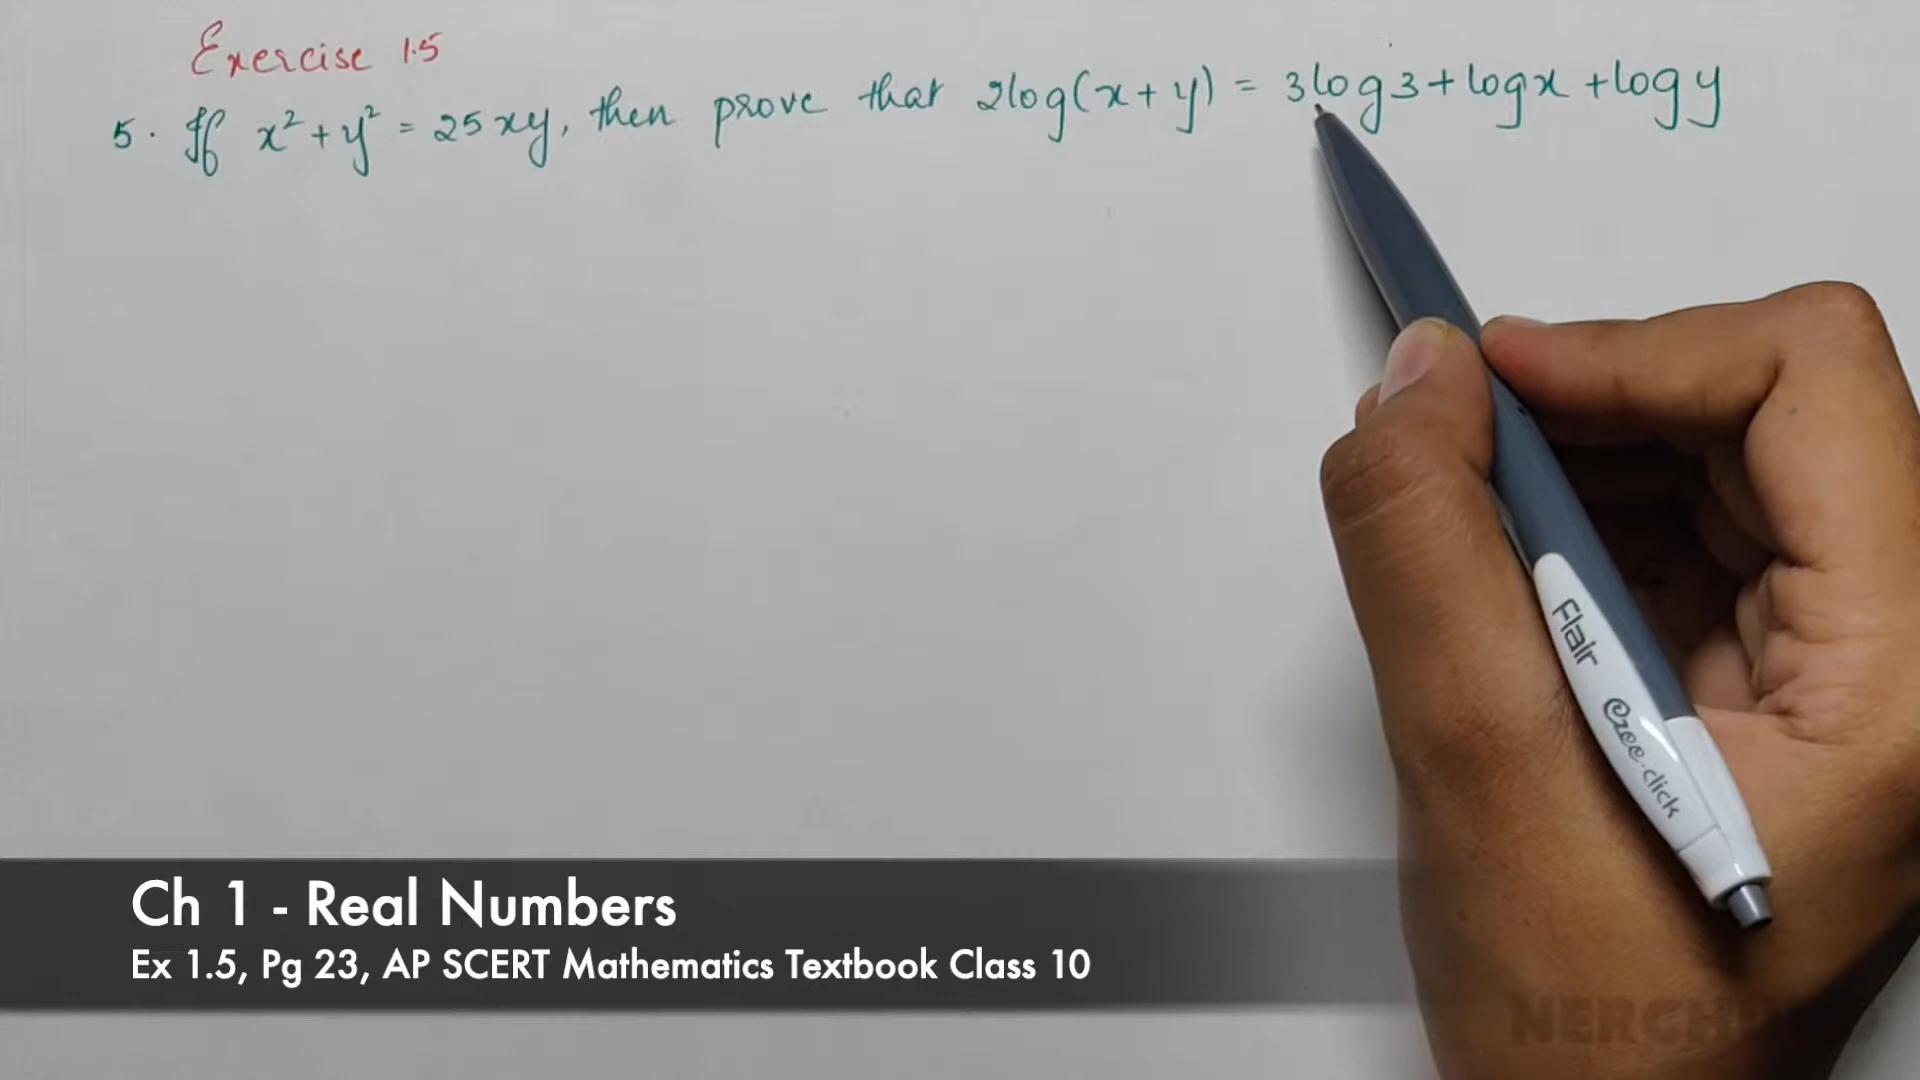 Exercise 1.5
5. If x² + y² = 25xy, then prove that 2log(x+y) = 3log3 + logx + logy
Flair Creo-click
Ch 1 - Real Numbers
Ex 1.5, Pg 23, AP SCERT Mathematics Textbook Class 10